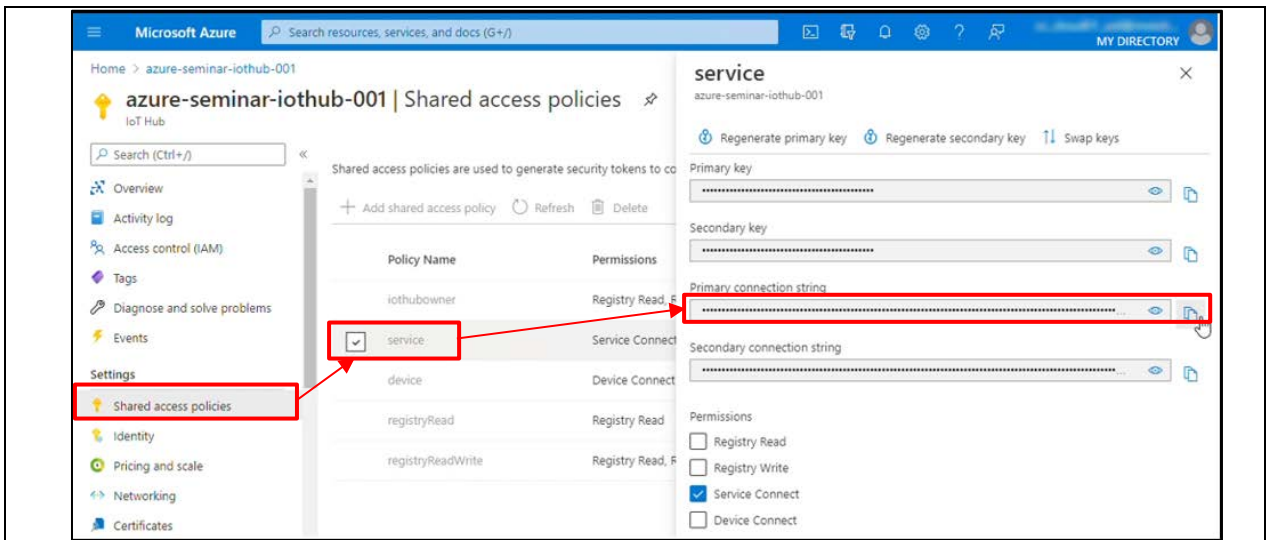 Microsoft Azure
Search resources, services, and docs (G+/)
MY DIRECTORY
Home > azure-seminar-iothub-001
azure-seminar-iothub-001 | Shared access policies
IoT Hub
Search (Ctrl+/)
«
Overview
Activity log
Access control (IAM)
Tags
Diagnose and solve problems
Events
Settings
Shared access policies
Identity
Pricing and scale
Networking
Certificates
Shared access policies are used to generate security tokens to co
Add shared access policy Refresh Delete
Policy Name Permissions
iothubowner Registry Read, R
service Service Connect
device Device Connect
registryRead Registry Read
registryReadWrite Registry Read, R
service
azure-seminar-iothub-001
Regenerate primary key Regenerate secondary key Swap keys
Primary key
Secondary key
Primary connection string
Secondary connection string
Permissions
Registry Read
Registry Write
Service Connect
Device Connect